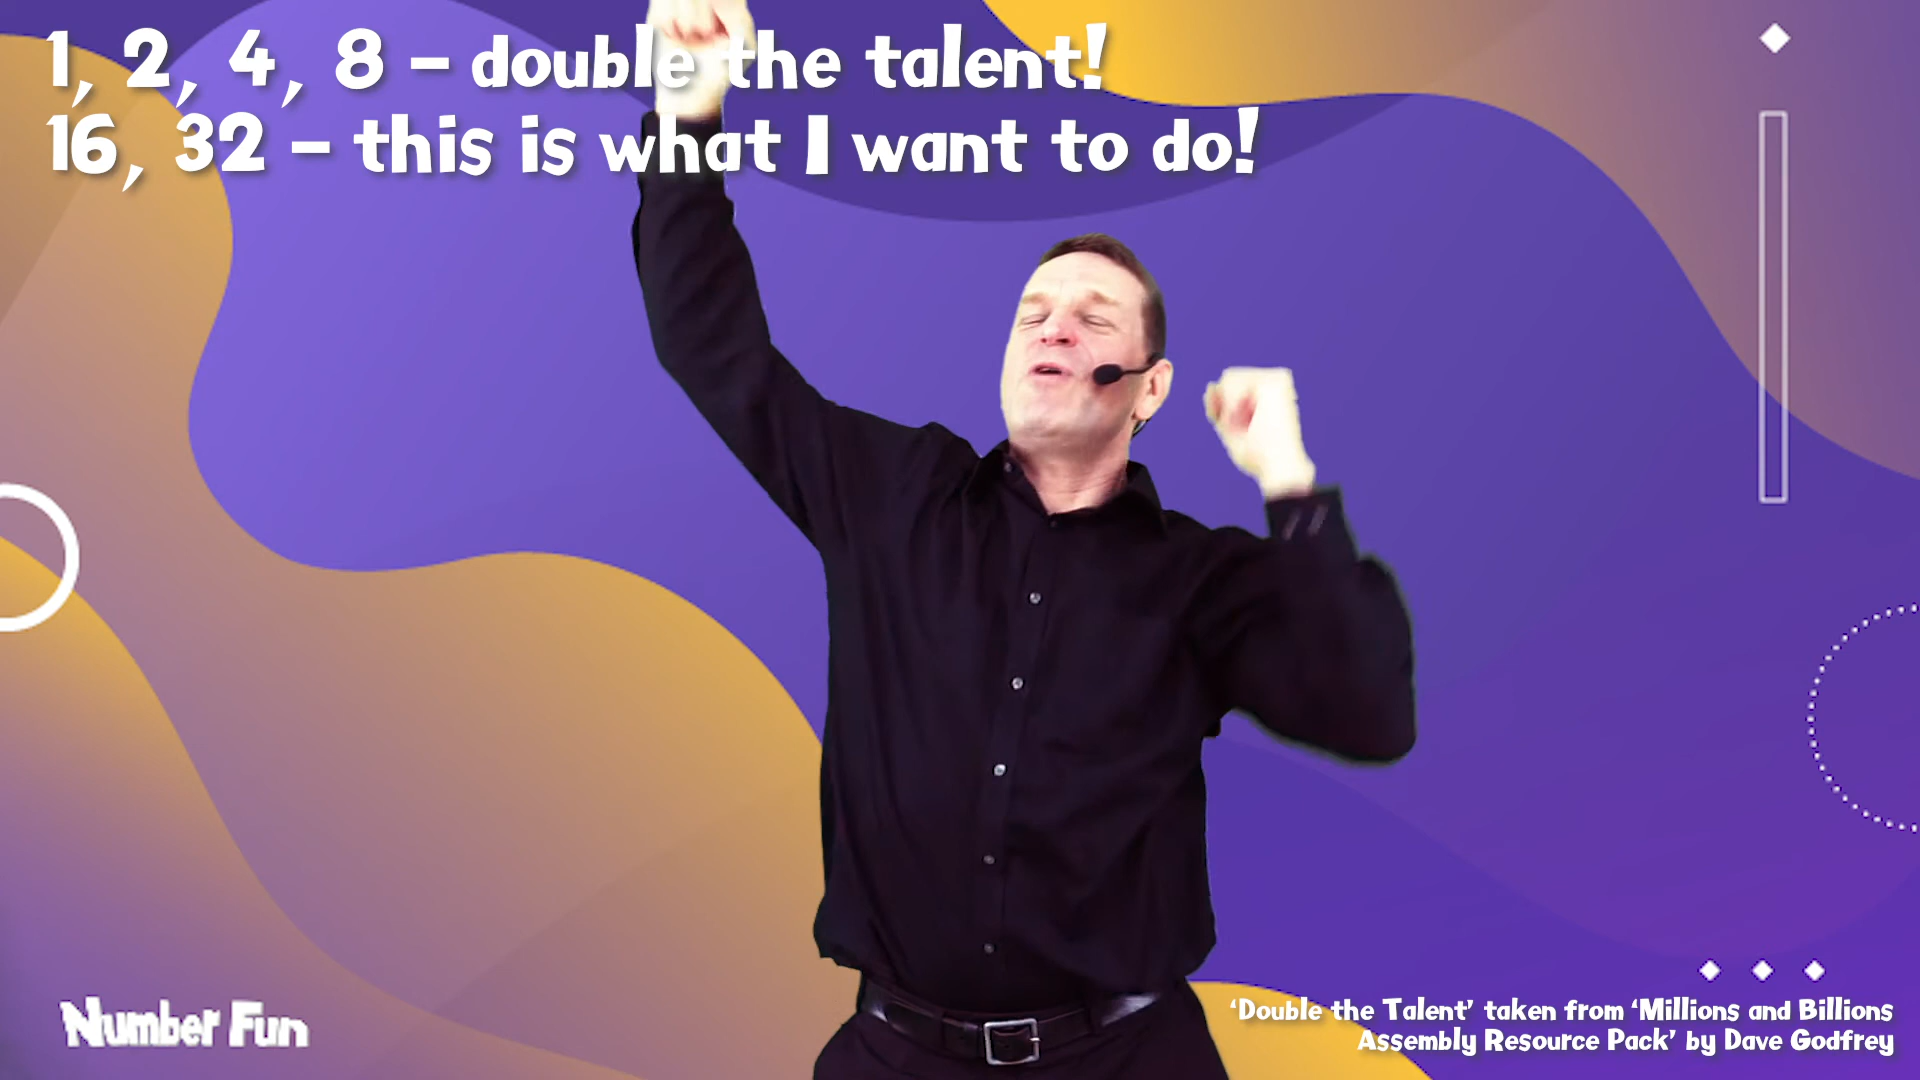 1, 2, 4, 8 – double the talent!
16, 32 – this is what I want to do!
Number Fun
‘Double the Talent’ taken from ‘Millions and Billions
Assembly Resource Pack’ by Dave Godfrey